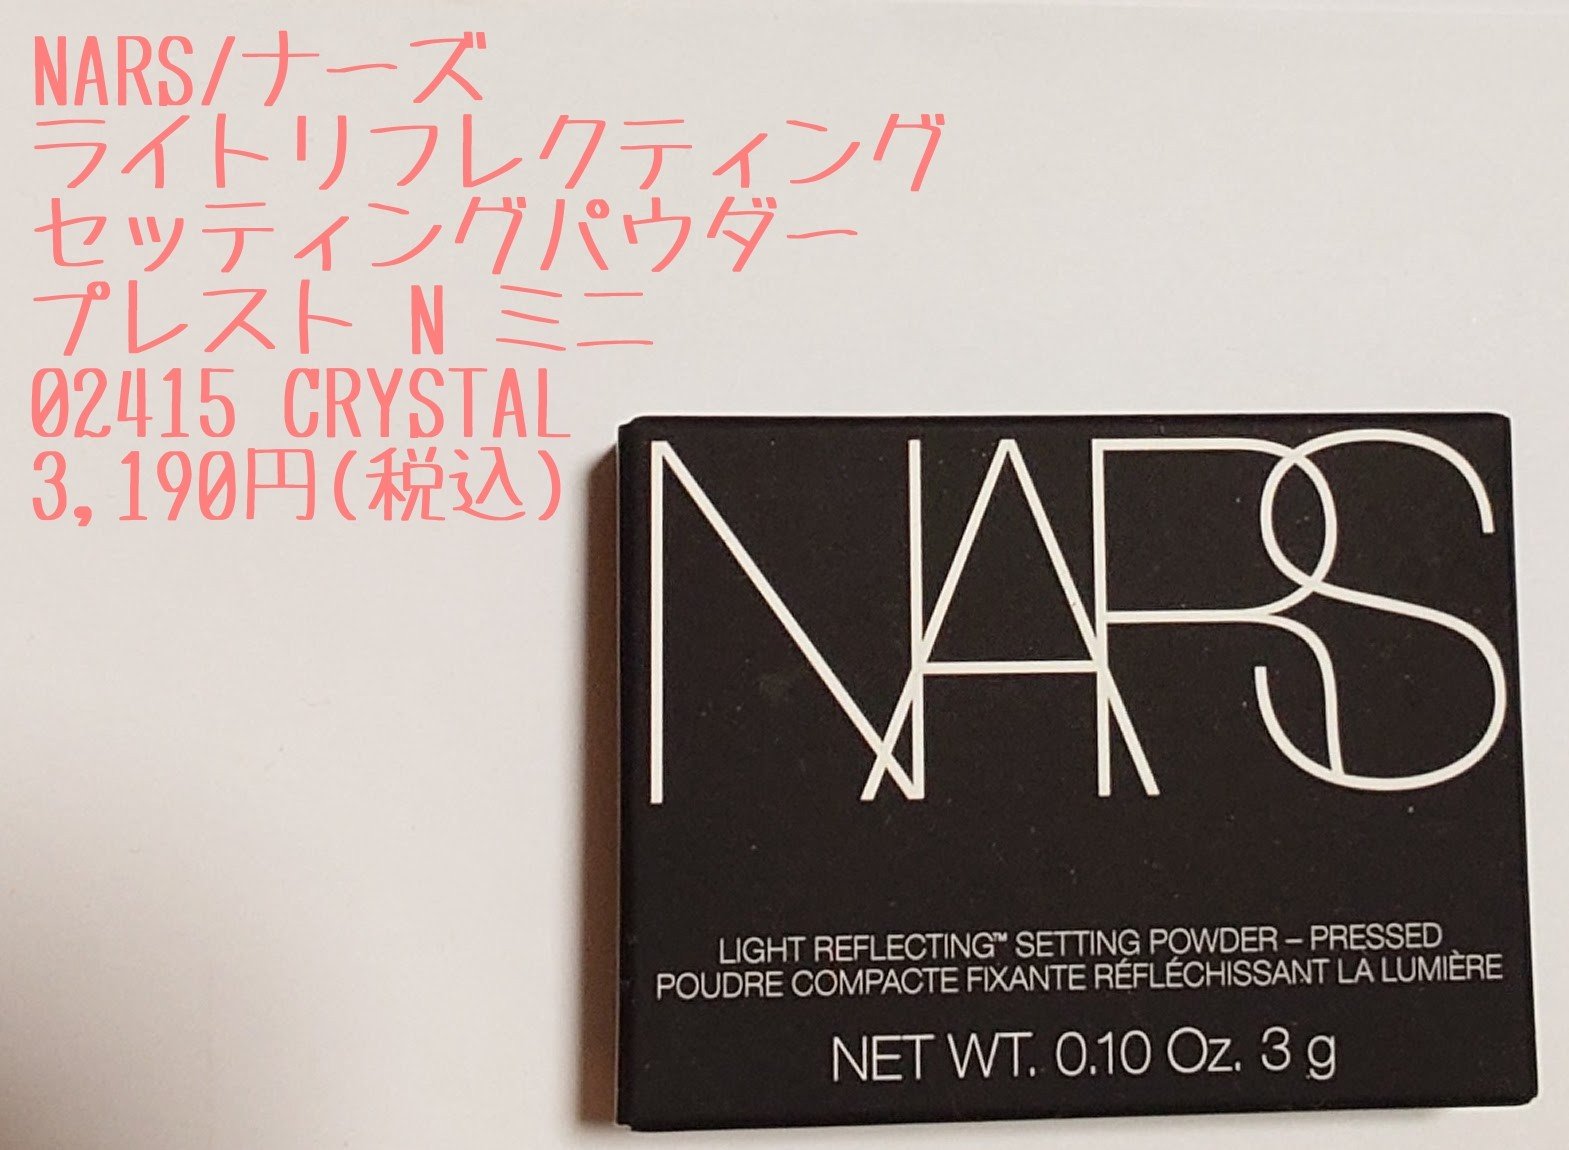 NARS/ナーズ
ライトリフレクティング
セッティングパウダー
プレスト N ミニ
02415 CRYSTAL
3,190円(税込)
NARS
LIGHT REFLECTING™ SETTING POWDER – PRESSED
POUDRE COMPACTE FIXANTE RÉFLÉCHISSANT LA LUMIÈRE
NET WT. 0.10 Oz. 3 g